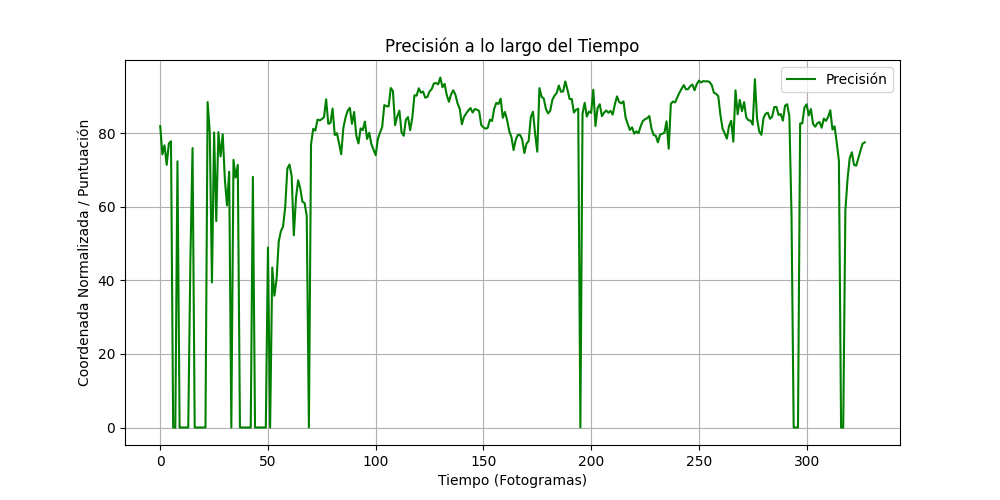 Precisión a lo largo del Tiempo
Precisión
Coordenada Normalizada / Puntuación
80
60
40
20
0
0 50 100 150 200 250 300
Tiempo (Fotogramas)